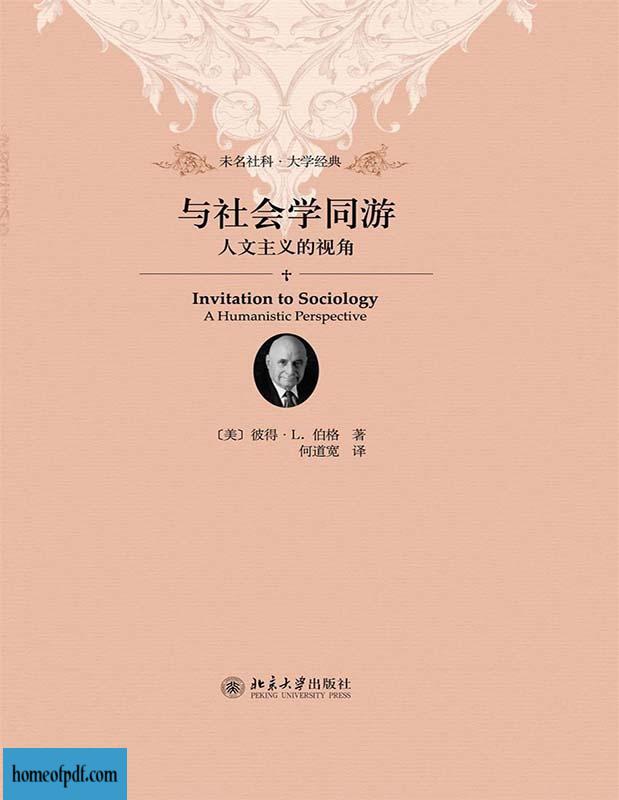 未名社科·大学经典
与社会学同游
人文主义的视角
Invitation to Sociology
A Humanistic Perspective
〔美〕彼得·L. 伯格 著
何道宽 译
北京大学出版社
PEKING UNIVERSITY PRESS
homeofpdf.com